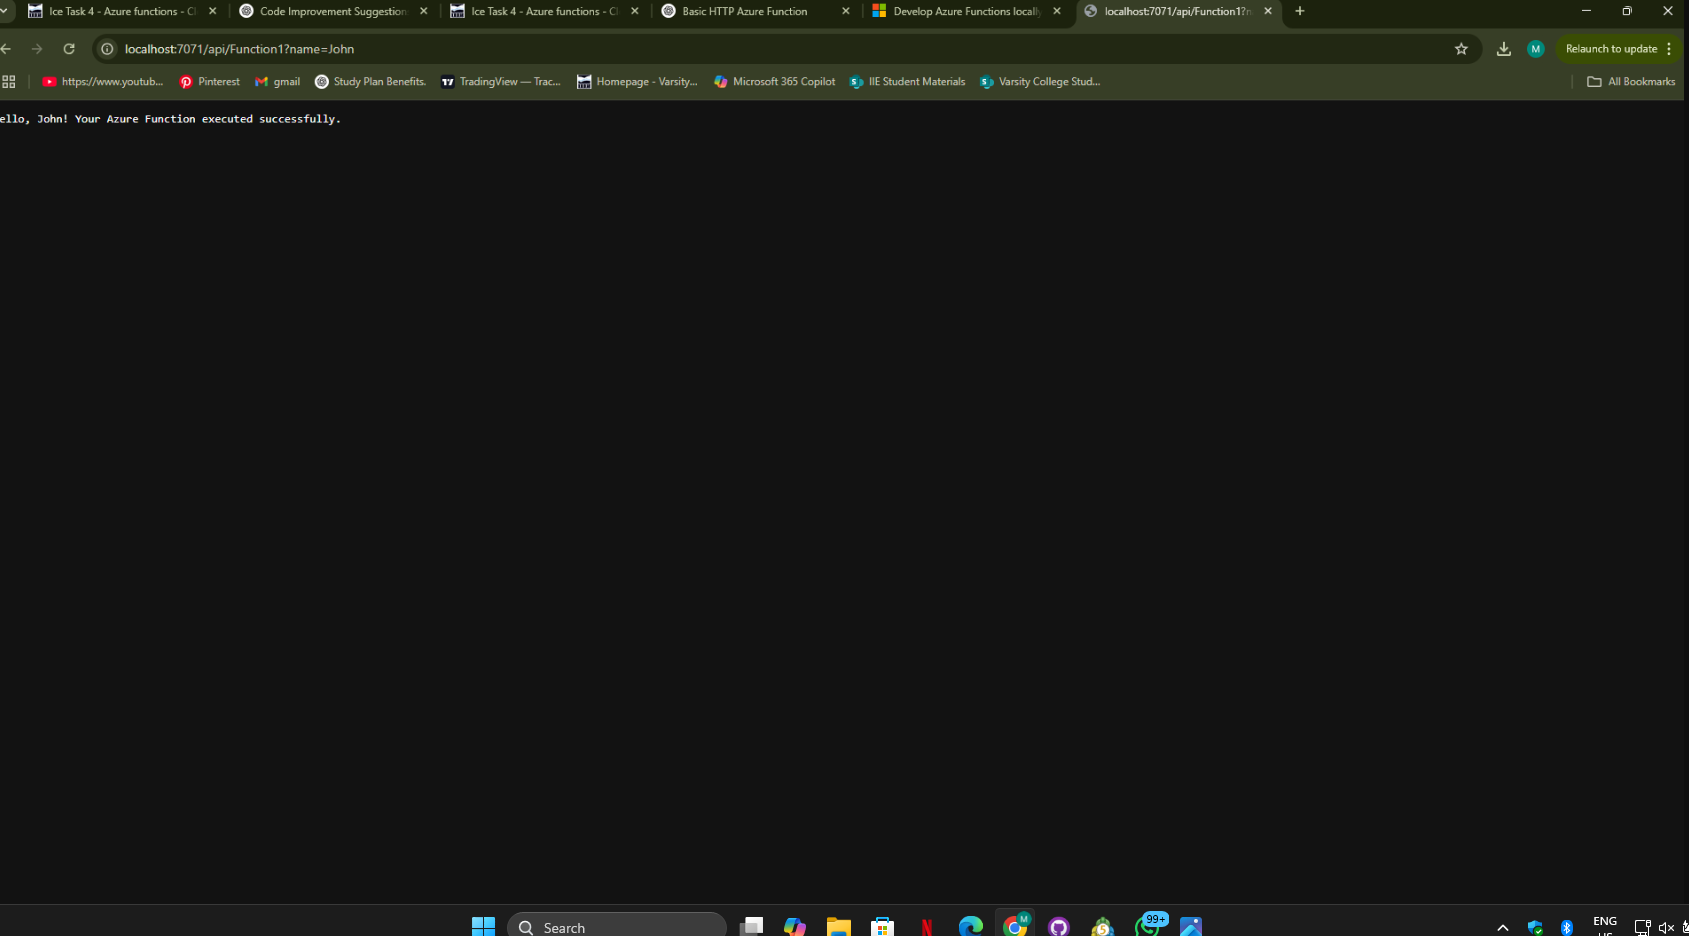 Ice Task 4 - Azure functions - Cl
Code Improvement Suggestion
Ice Task 4 - Azure functions - Cl
Basic HTTP Azure Function
Develop Azure Functions locally
localhost:7071/api/Function1?n
localhost:7071/api/Function1?name=John
M
Relaunch to update
https://www.youtub...
Pinterest
gmail
Study Plan Benefits.
TradingView — Trac...
Homepage - Varsity...
Microsoft 365 Copilot
IIE Student Materials
Varsity College Stud...
All Bookmarks
ello, John! Your Azure Function executed successfully.
Search
M
99+
ENG